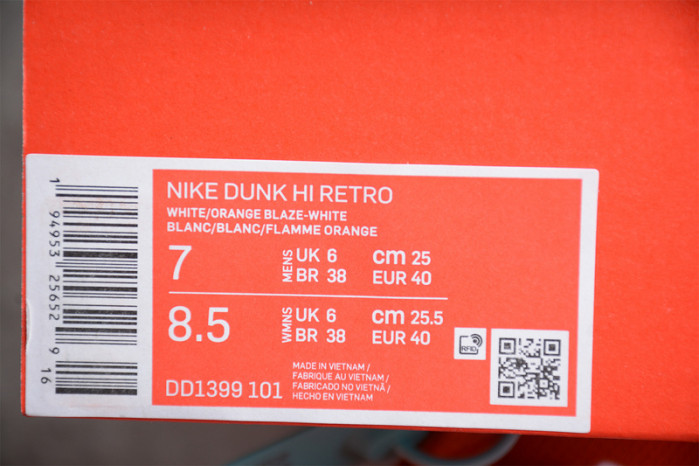 NIKE DUNK HI RETRO
WHITE/ORANGE BLAZE-WHITE
BLANC/BLANC/FLAMME ORANGE
7 MENS UK 6 cm 25
BR 38 EUR 40
8.5 WMNS UK 6 cm 25.5
BR 38 EUR 40
DD1399 101
MADE IN VIETNAM /
FABRIQUE AU VIETNAM /
FABRICADO NO VIETNÃ /
HECHO EN VIETNAM
RFID
1 94953 25652 9 16